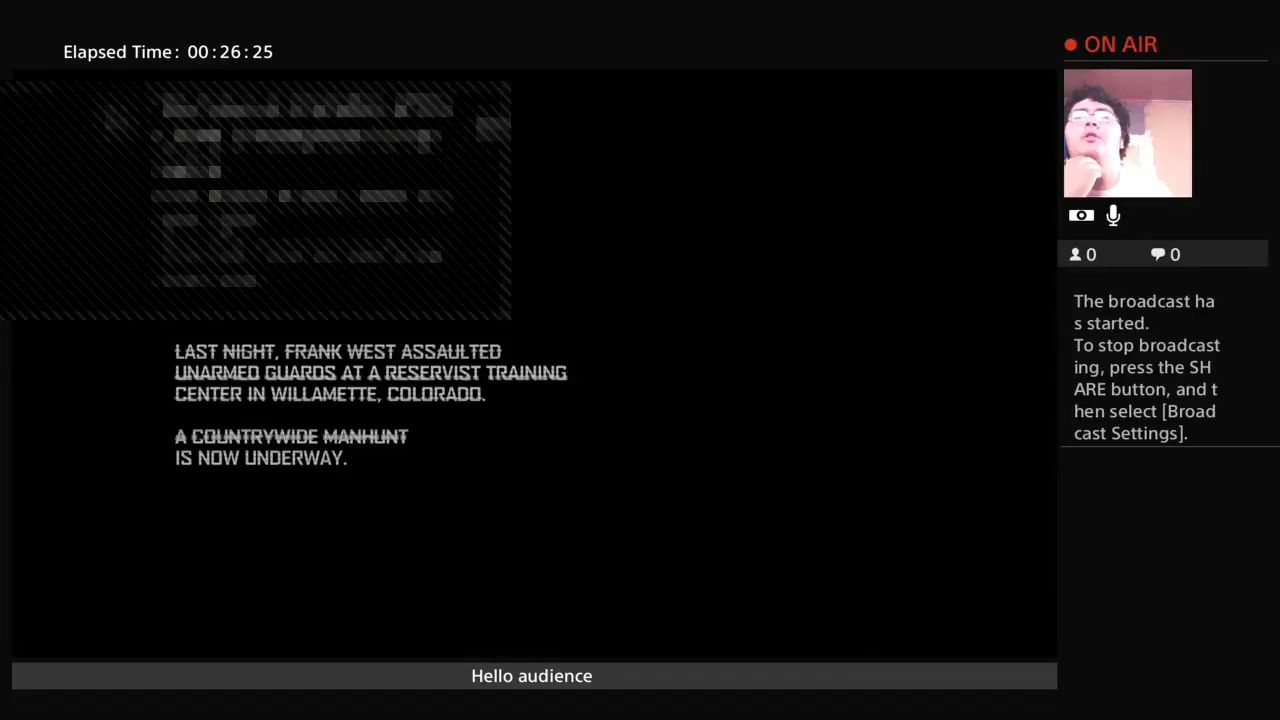 Elapsed Time: 00:26:25
ON AIR
0
0
The broadcast ha
s started.
To stop broadcast
ing, press the SH
ARE button, and t
hen select [Broad
cast Settings].
LAST NIGHT, FRANK WEST ASSAULTED
UNARMED GUARDS AT A RESERVIST TRAINING
CENTER IN WILLAMETTE, COLORADO.
A COUNTRYWIDE MANHUNT
IS NOW UNDERWAY.
Hello audience